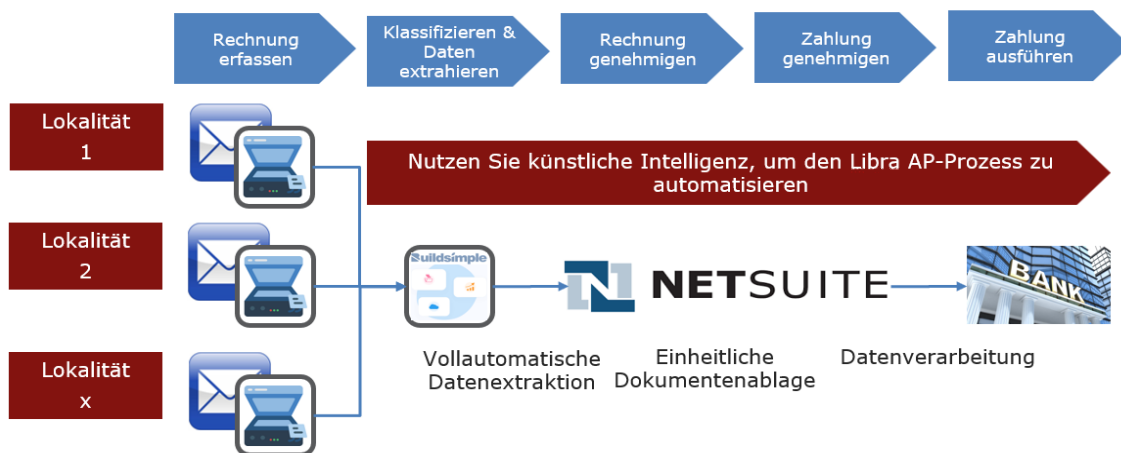 Rechnung
erfassen
Klassifizieren &
Daten
extrahieren
Rechnung
genehmigen
Zahlung
genehmigen
Zahlung
ausführen
Lokalität
1
Nutzen Sie künstliche Intelligenz, um den Libra AP-Prozess zu
automatisieren
Lokalität
2
Buildsimple
NETSUITE
BANK
Vollautomatische
Datenextraktion
Einheitliche
Dokumentenablage
Datenverarbeitung
Lokalität
x